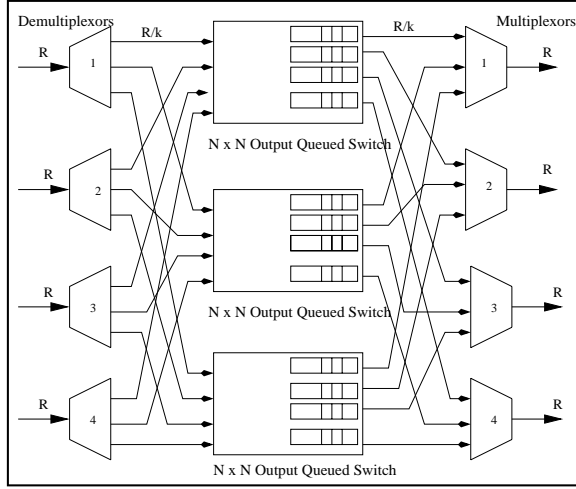 Demultiplexors
Multiplexors
R/k
R/k
R
1
1
R
N x N Output Queued Switch
R
2
2
R
R
3
N x N Output Queued Switch
3
R
R
4
4
R
N x N Output Queued Switch